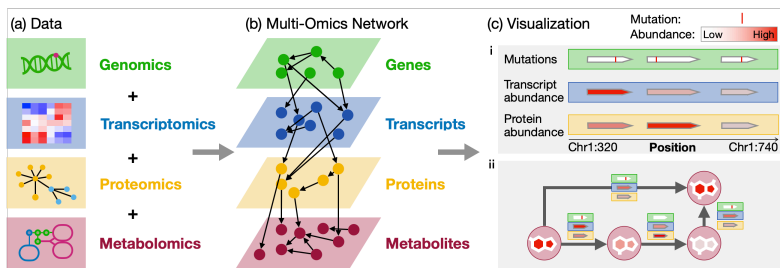 (a) Data
Genomics
+
Transcriptomics
+
Proteomics
+
Metabolomics
(b) Multi-Omics Network
Genes
Transcripts
Proteins
Metabolites
(c) Visualization
Mutation:
Abundance:
Low
High
i
Mutations
Transcript
abundance
Protein
abundance
Chr1:320
Position
Chr1:740
ii